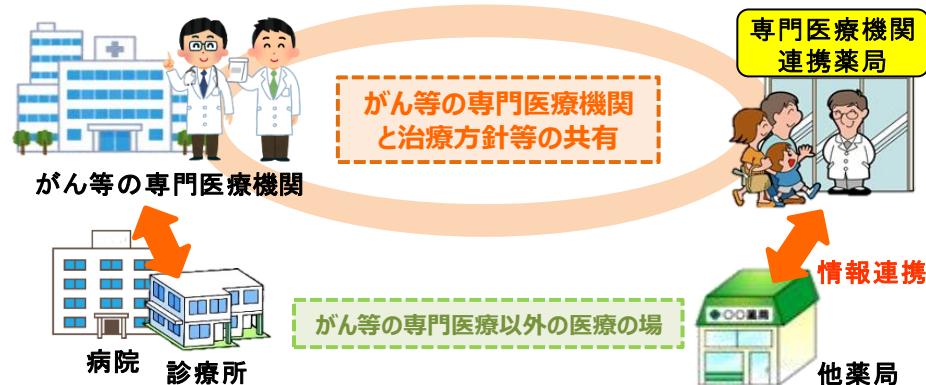 専門医療機関
連携薬局
がん等の専門医療機関
と治療方針等の共有
がん等の専門医療機関
情報連携
がん等の専門医療以外の医療の場
○○薬局
病院
診療所
他薬局